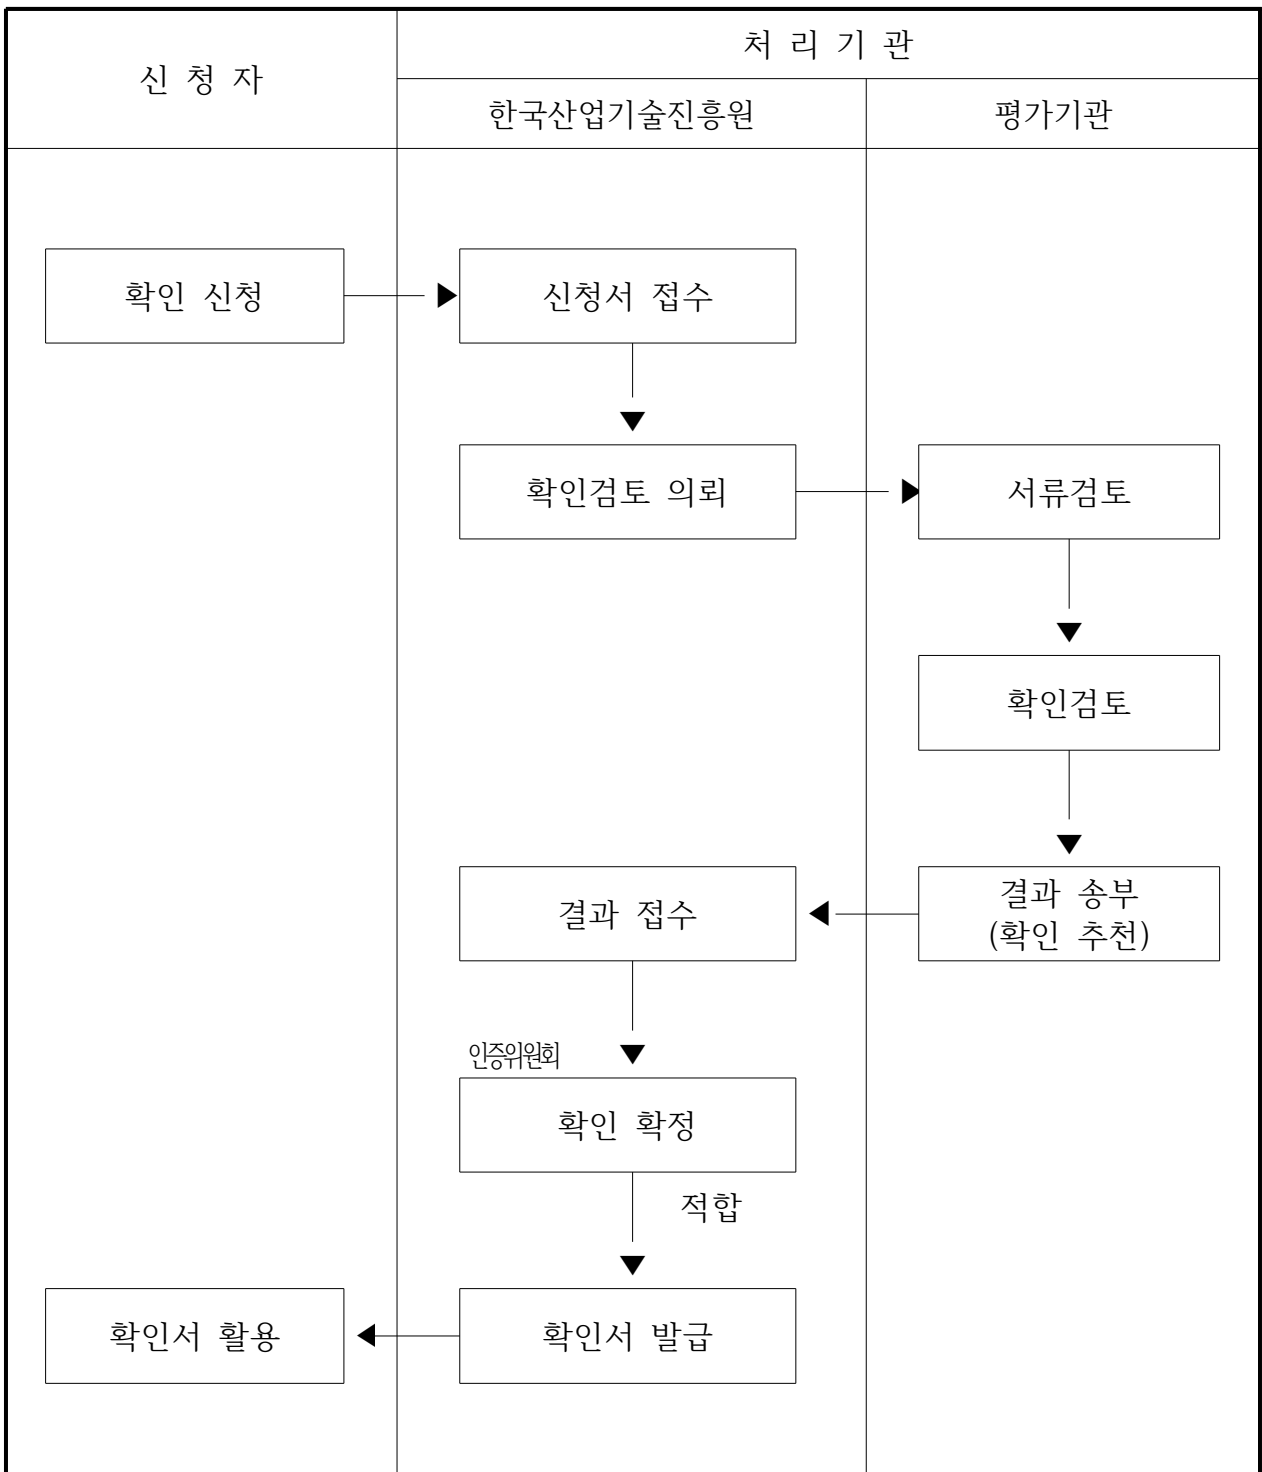 신 청 자
처 리 기 관
한국산업기술진흥원
평가기관
확인 신청
신청서 접수
확인검토 의뢰
서류검토
확인검토
결과 접수
결과 송부
(확인 추천)
인증위원회
확인 확정
적합
확인서 활용
확인서 발급